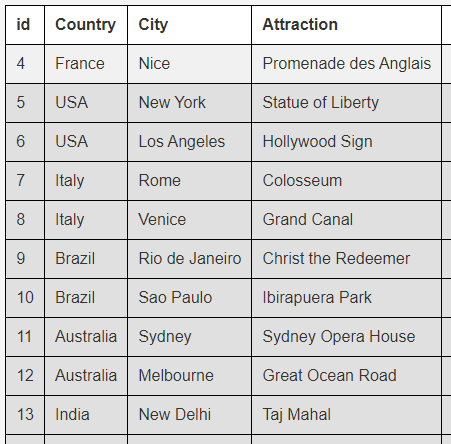 id Country City Attraction
4 France Nice Promenade des Anglais
5 USA New York Statue of Liberty
6 USA Los Angeles Hollywood Sign
7 Italy Rome Colosseum
8 Italy Venice Grand Canal
9 Brazil Rio de Janeiro Christ the Redeemer
10 Brazil Sao Paulo Ibirapuera Park
11 Australia Sydney Sydney Opera House
12 Australia Melbourne Great Ocean Road
13 India New Delhi Taj Mahal